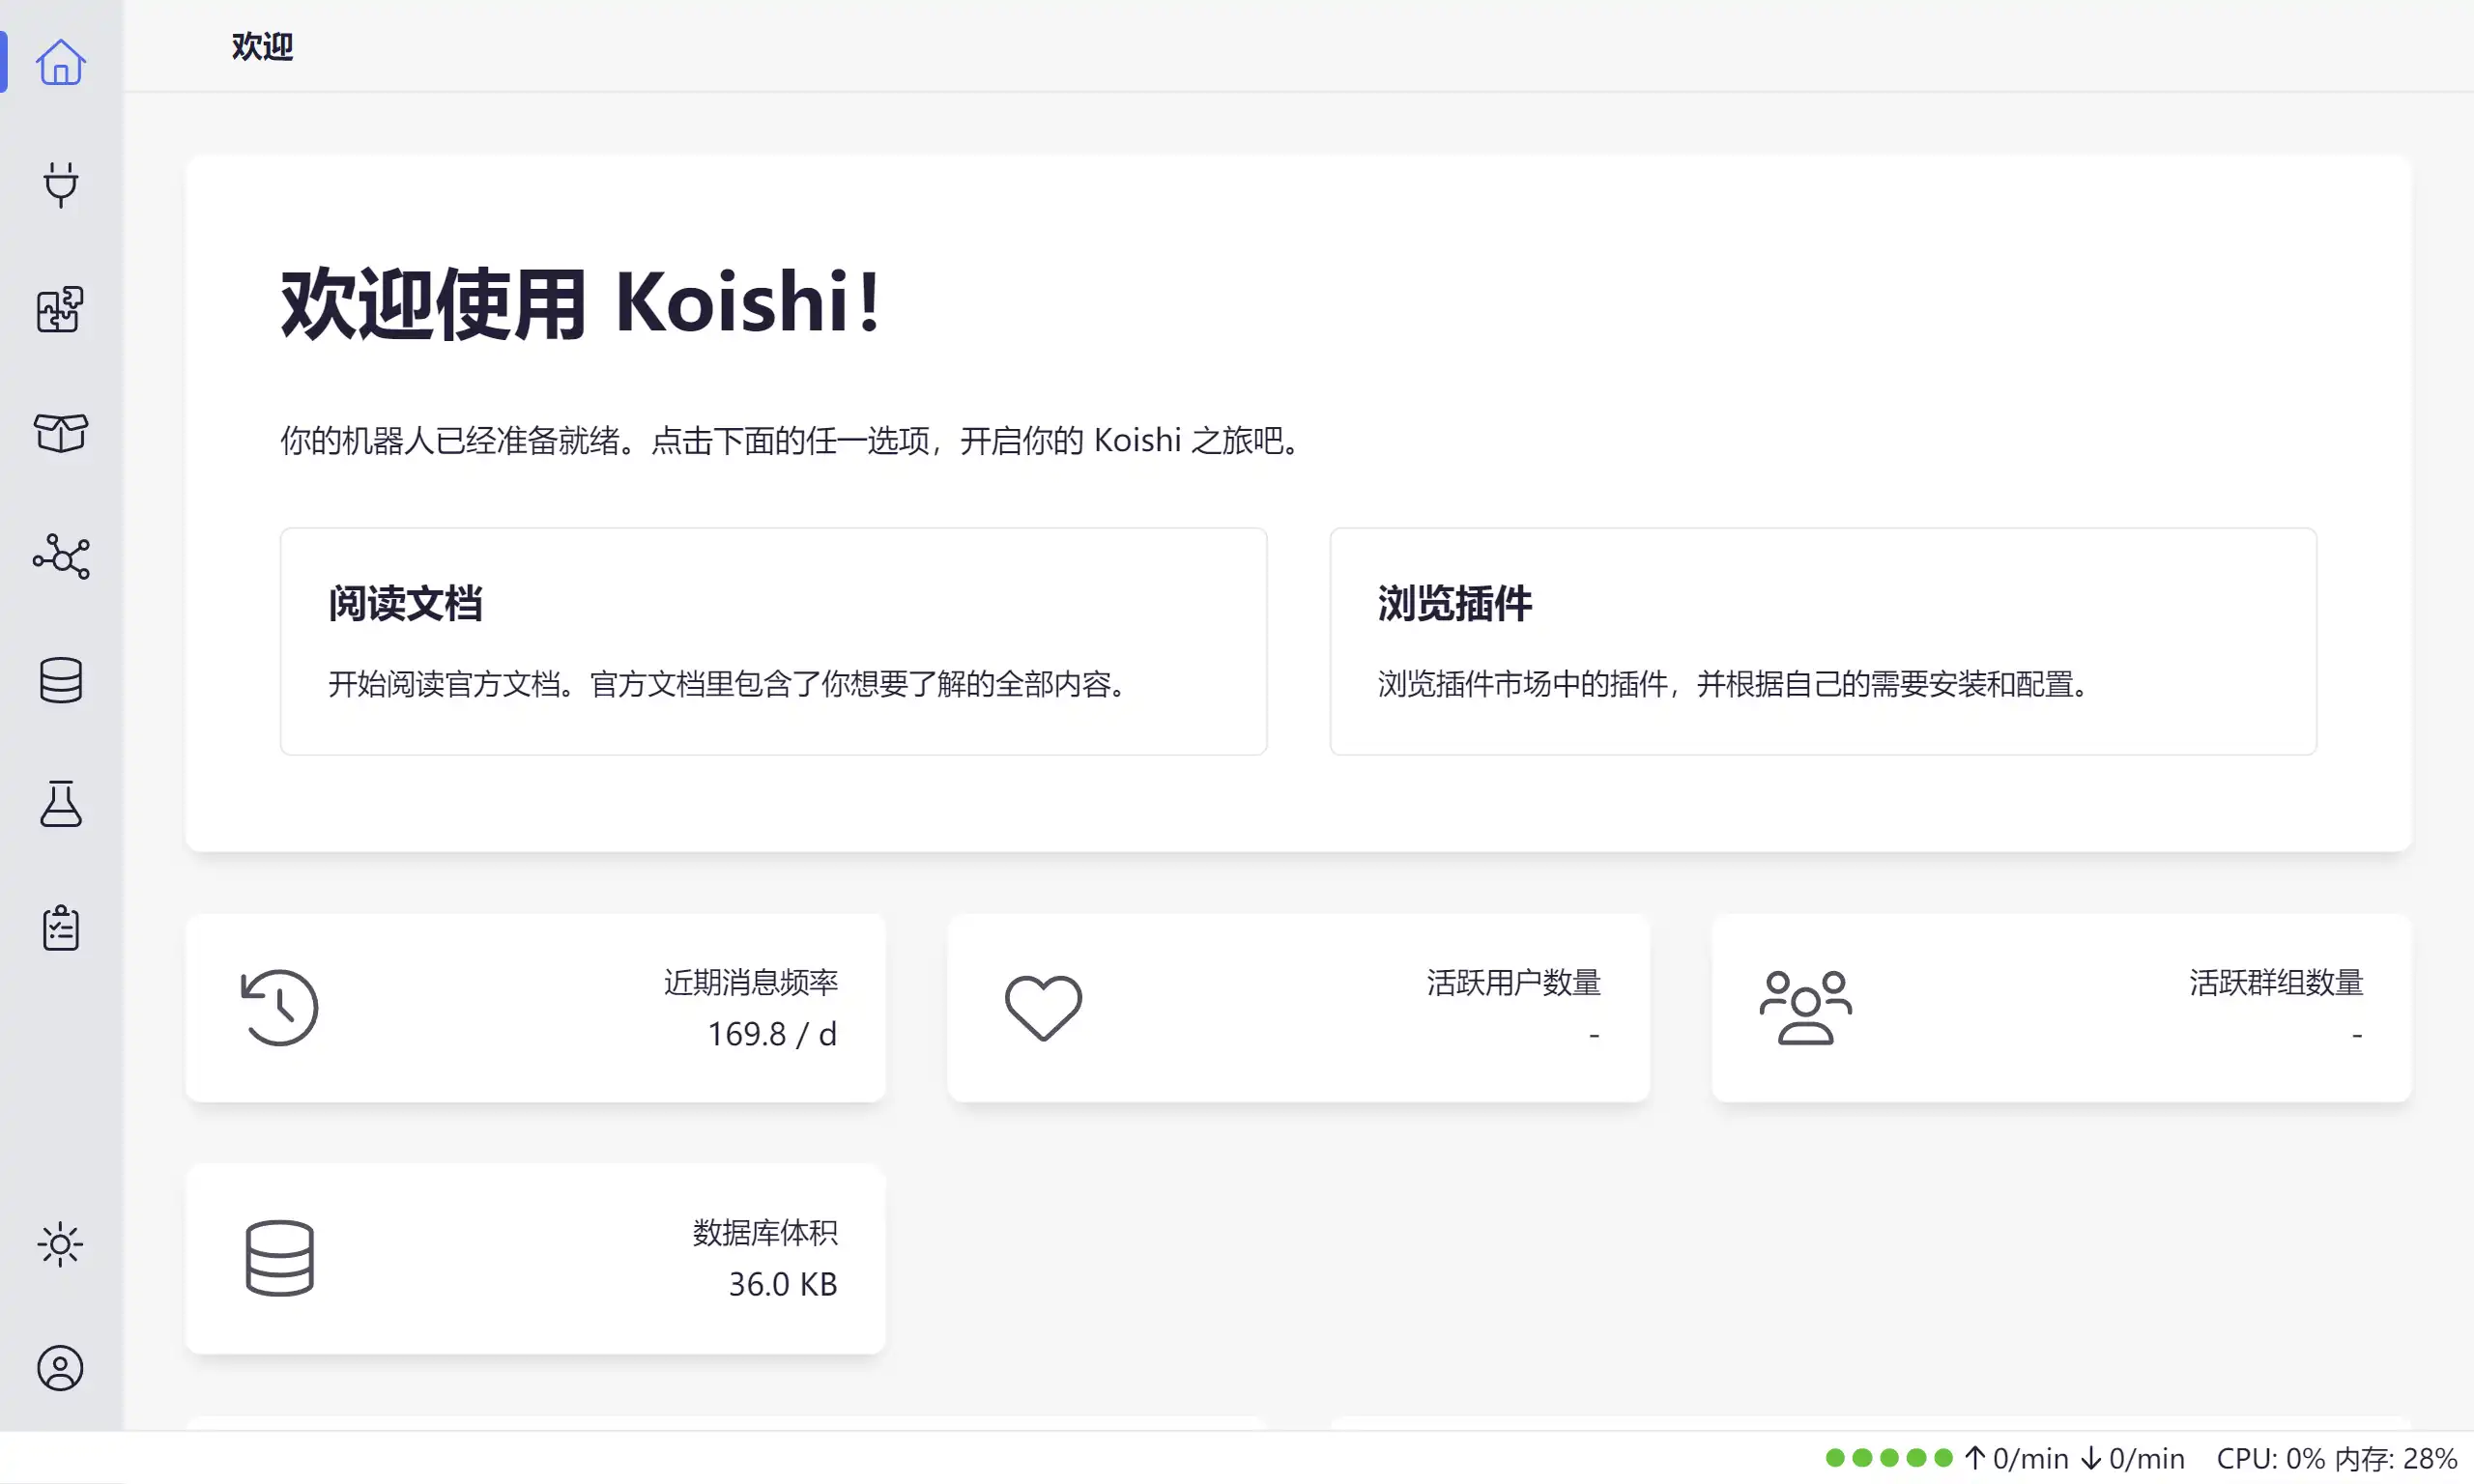 欢迎
欢迎使用 Koishi！
你的机器人已经准备就绪。点击下面的任一选项，开启你的 Koishi 之旅吧。
阅读文档
开始阅读官方文档。官方文档里包含了你想要了解的全部内容。
浏览插件
浏览插件市场中的插件，并根据自己的需要安装和配置。
近期消息频率
169.8 / d
活跃用户数量
-
活跃群组数量
-
数据库体积
36.0 KB
↑ 0/min ↓ 0/min CPU: 0% 内存: 28%